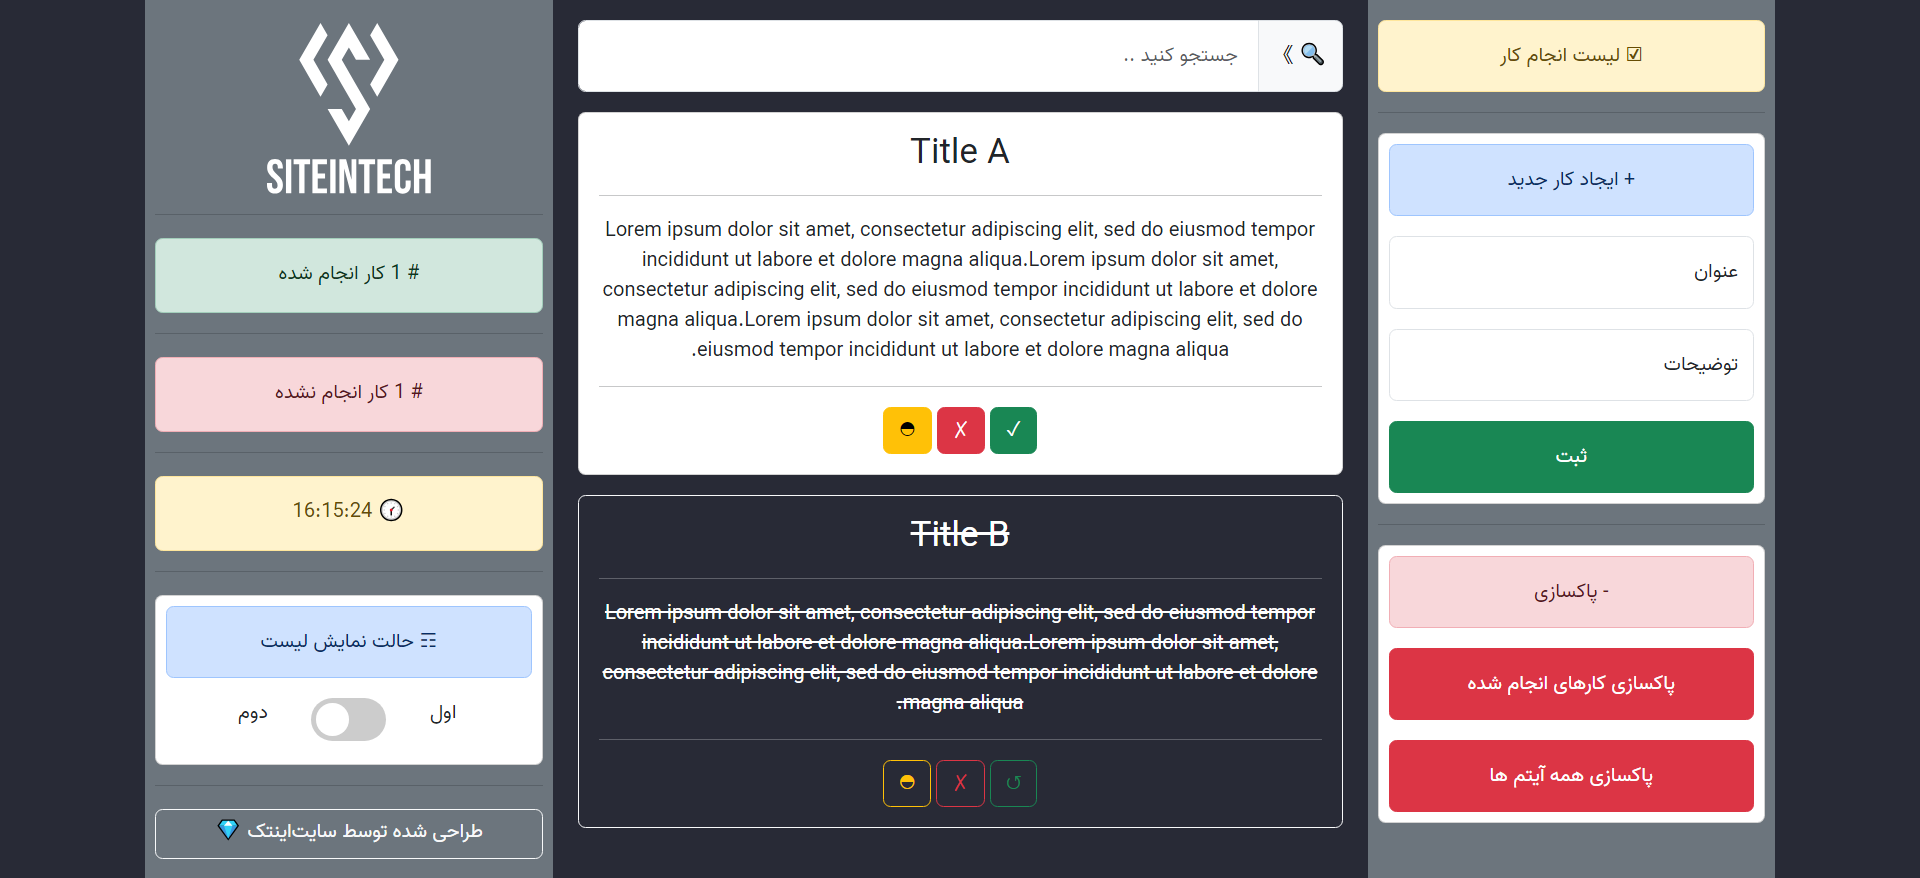 ☑ لیست انجام کار
+ ایجاد کار جدید
عنوان
توضیحات
ثبت
- پاکسازی
پاکسازی کارهای انجام شده
پاکسازی همه آیتم ها
🔍 》
جستجو کنید ..
Title A
Lorem ipsum dolor sit amet, consectetur adipiscing elit, sed do eiusmod tempor
incididunt ut labore et dolore magna aliqua.Lorem ipsum dolor sit amet,
consectetur adipiscing elit, sed do eiusmod tempor incididunt ut labore et dolore
magna aliqua.Lorem ipsum dolor sit amet, consectetur adipiscing elit, sed do
.eiusmod tempor incididunt ut labore et dolore magna aliqua
✓ ✗ ◓
Title B
Lorem ipsum dolor sit amet, consectetur adipiscing elit, sed do eiusmod tempor
incididunt ut labore et dolore magna aliqua.Lorem ipsum dolor sit amet,
consectetur adipiscing elit, sed do eiusmod tempor incididunt ut labore et dolore
.magna aliqua
↺ ✗ ◓
SITEINTECH
# 1 کار انجام شده
# 1 کار انجام نشده
🕜 16:15:24
☶ حالت نمایش لیست
اول
دوم
طراحی شده توسط سایت‌اینتک 💎